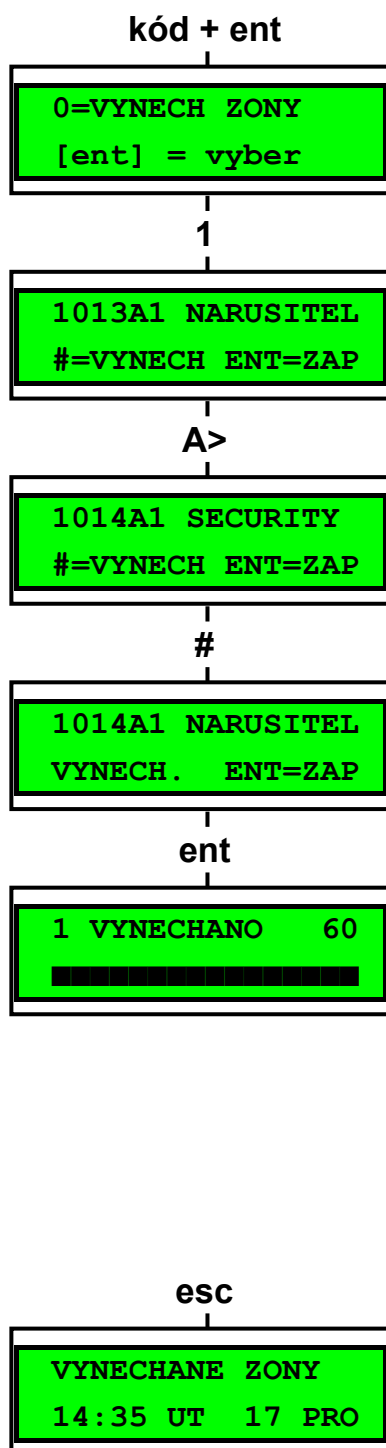 kód + ent
0=VYNECH ZONY
[ent] = vyber
1
1013A1 NARUSITEL
#=VYNECH ENT=ZAP
A>
1014A1 SECURITY
#=VYNECH ENT=ZAP
#
1014A1 NARUSITEL
VYNECH. ENT=ZAP
ent
1 VYNECHANO 60
esc
VYNECHANE ZONY
14:35 UT 17 PRO